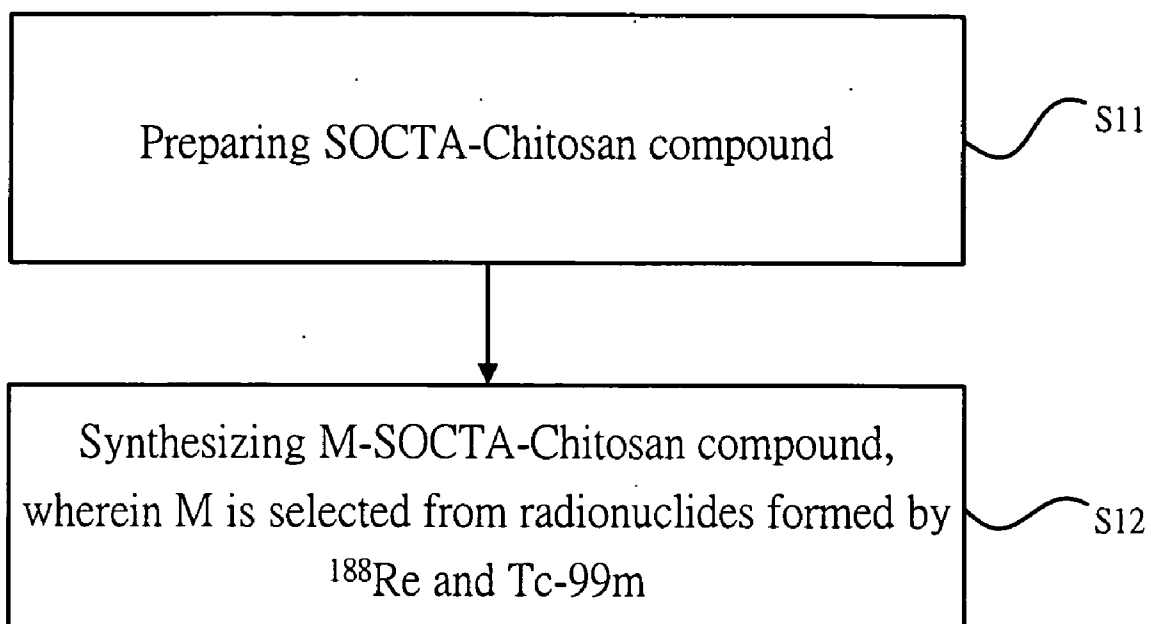 Preparing SOCTA-Chitosan compound
S11
Synthesizing M-SOCTA-Chitosan compound,
wherein M is selected from radionuclides formed by
¹⁸⁸Re and Tc-99m
S12